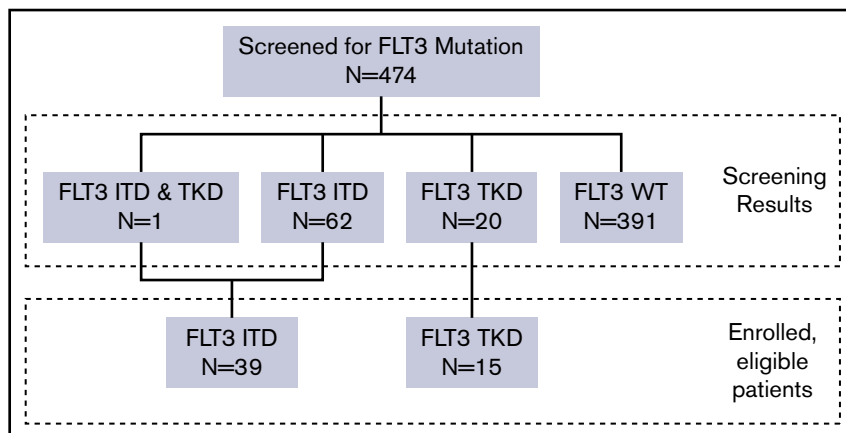 Screened for FLT3 Mutation
N=474
FLT3 ITD & TKD
N=1
FLT3 ITD
N=62
FLT3 TKD
N=20
FLT3 WT
N=391
Screening
Results
FLT3 ITD
N=39
FLT3 TKD
N=15
Enrolled,
eligible
patients